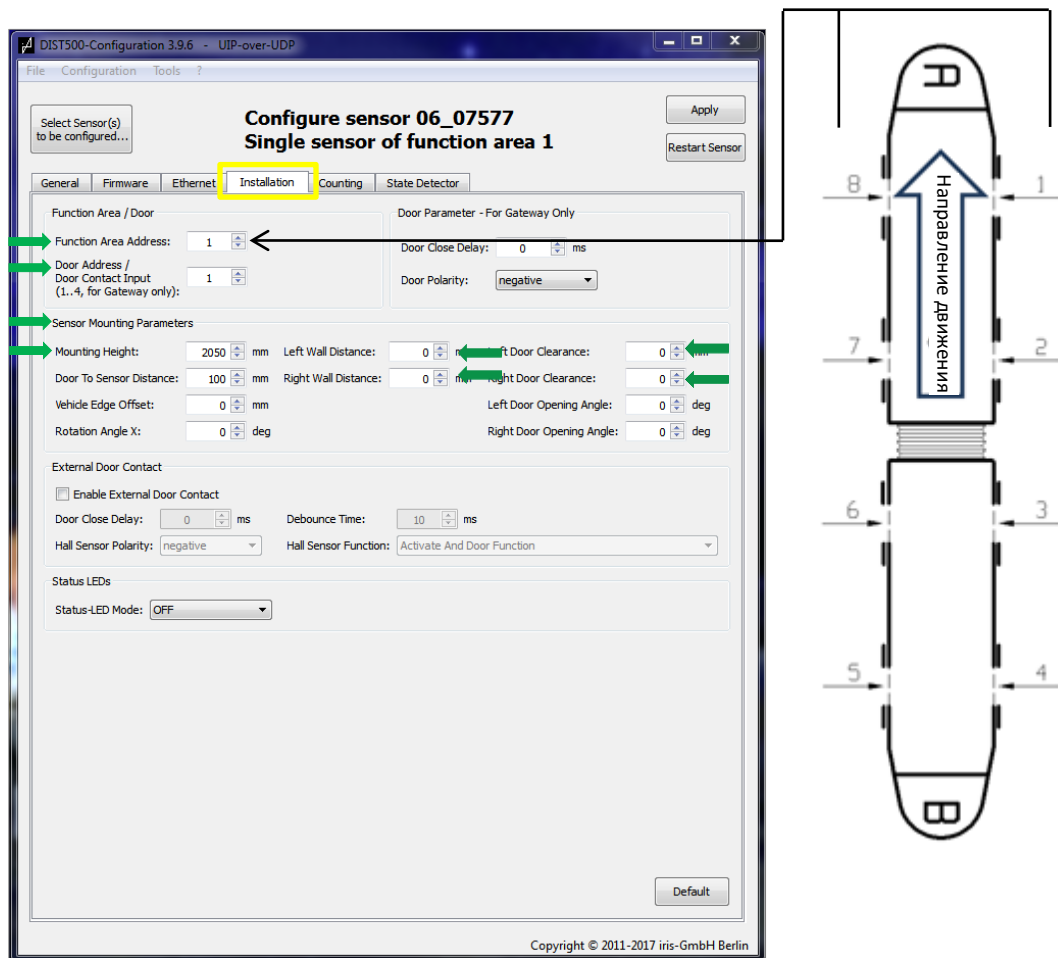 DIST500-Configuration 3.9.6 - UIP-over-UDP
File Configuration Tools ?
Select Sensor(s)
to be configured...
Configure sensor 06_07577
Single sensor of function area 1
Apply
Restart Sensor
General Firmware Ethernet Installation Counting State Detector
Function Area / Door
Function Area Address: 1
Door Address /
Door Contact Input
(1..4, for Gateway only): 1
Door Parameter - For Gateway Only
Door Close Delay: 0 ms
Door Polarity: negative
Sensor Mounting Parameters
Mounting Height: 2050 mm Left Wall Distance: 0 Left Door Clearance: 0 mm
Door To Sensor Distance: 100 mm Right Wall Distance: 0 mm Right Door Clearance: 0
Vehicle Edge Offset: 0 mm Left Door Opening Angle: 0 deg
Rotation Angle X: 0 deg Right Door Opening Angle: 0 deg
External Door Contact
Enable External Door Contact
Door Close Delay: 0 ms Debounce Time: 10 ms
Hall Sensor Polarity: negative Hall Sensor Function: Activate And Door Function
Status LEDs
Status-LED Mode: OFF
Default
Copyright © 2011-2017 iris-GmbH Berlin
A
Направление движения
8 1
7 2
6 3
5 4
B